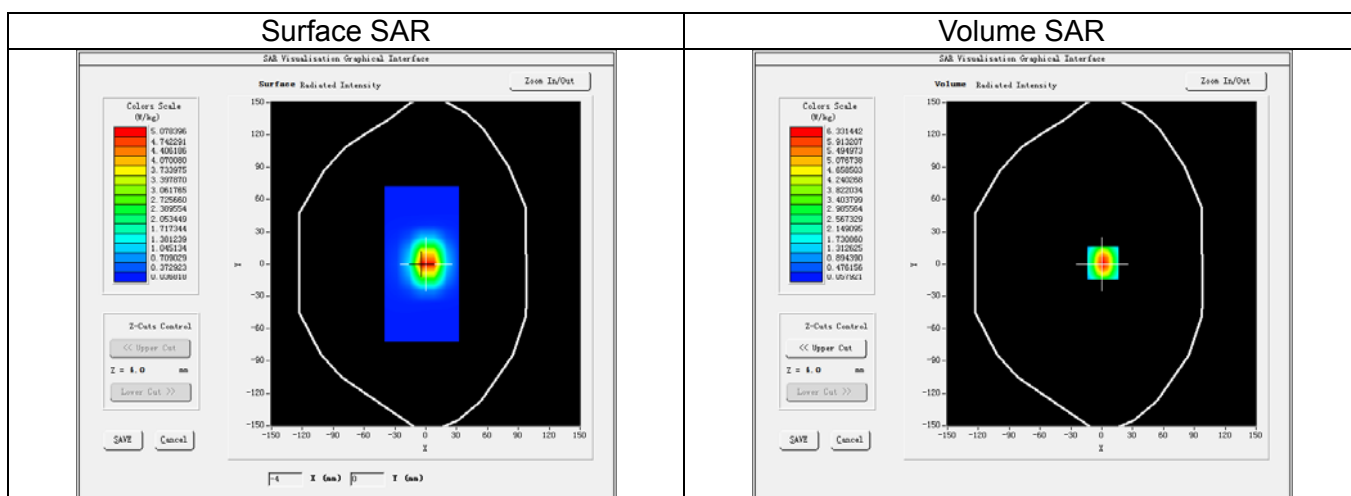 Surface SAR
Volume SAR
SAR Visualisation Graphical Interface
Surface Radiated Intensity
Zoom In/Out
Colors Scale
(W/kg)
5.078396
4.742291
4.406186
4.070080
3.733975
3.397870
3.061765
2.725660
2.389554
2.053449
1.717344
1.381239
1.045134
0.709029
0.372923
0.036818
150
120
90
60
30
0
-30
-60
-90
-120
-150
Y
-150 -120 -90 -60 -30 0 30 60 90 120 150
X
Z-Cuts Control
<< Upper Cut
Z = 4.0 mm
Lower Cut >>
SAVE Cancel
-4 X (mm) 0 Y (mm)
SAR Visualisation Graphical Interface
Volume Radiated Intensity
Zoom In/Out
Colors Scale
(W/kg)
6.331442
5.913207
5.494973
5.076738
4.658503
4.240268
3.822034
3.403799
2.985564
2.567329
2.149095
1.730860
1.312625
0.894390
0.476156
0.057921
150
120
90
60
30
0
-30
-60
-90
-120
-150
Y
-150 -120 -90 -60 -30 0 30 60 90 120 150
X
Z-Cuts Control
<< Upper Cut
Z = 4.0 mm
Lower Cut >>
SAVE Cancel